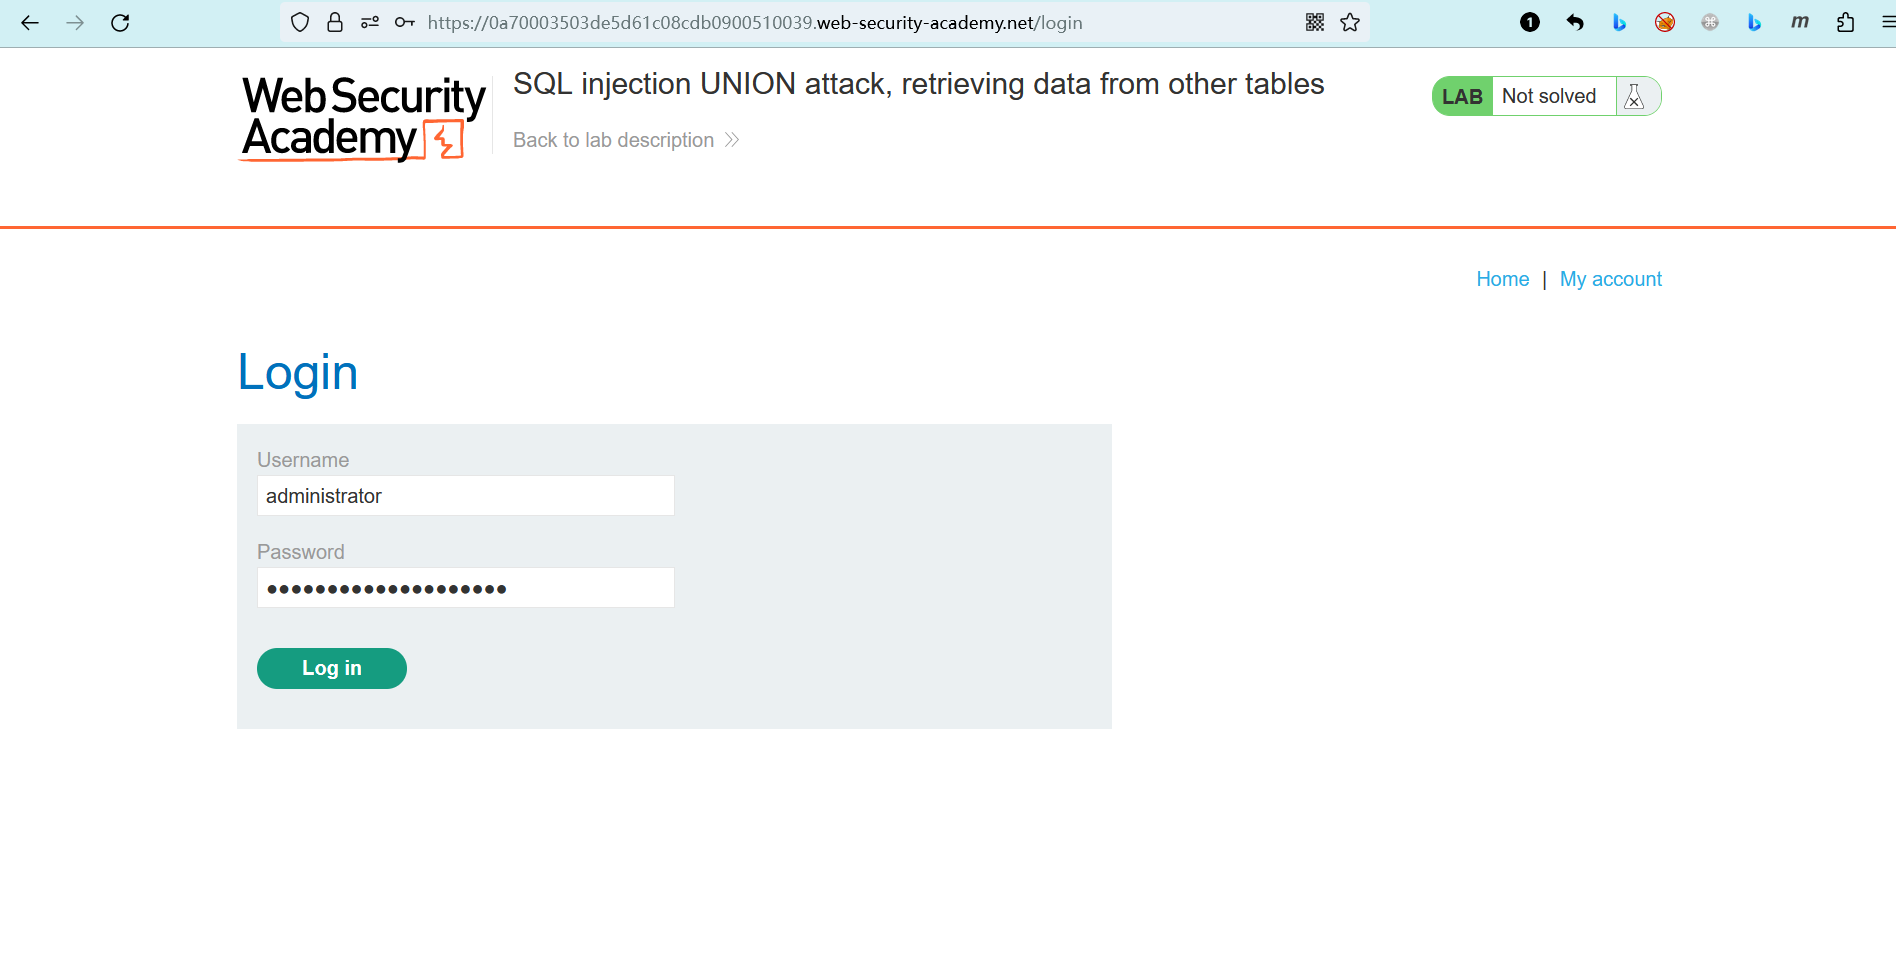 https://0a70003503de5d61c08cdb0900510039.web-security-academy.net/login
1
m
Web Security
Academy
SQL injection UNION attack, retrieving data from other tables
Back to lab description
LAB Not solved
Home | My account
Login
Username
administrator
Password
Log in